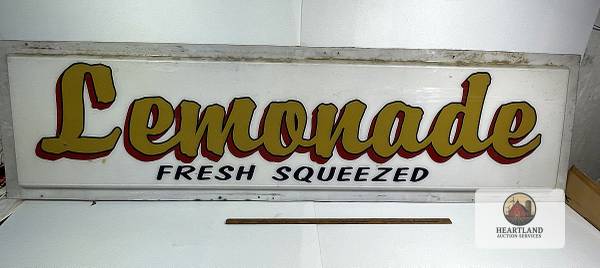 Lemonade
FRESH SQUEEZED
HEARTLAND
AUCTION SERVICES